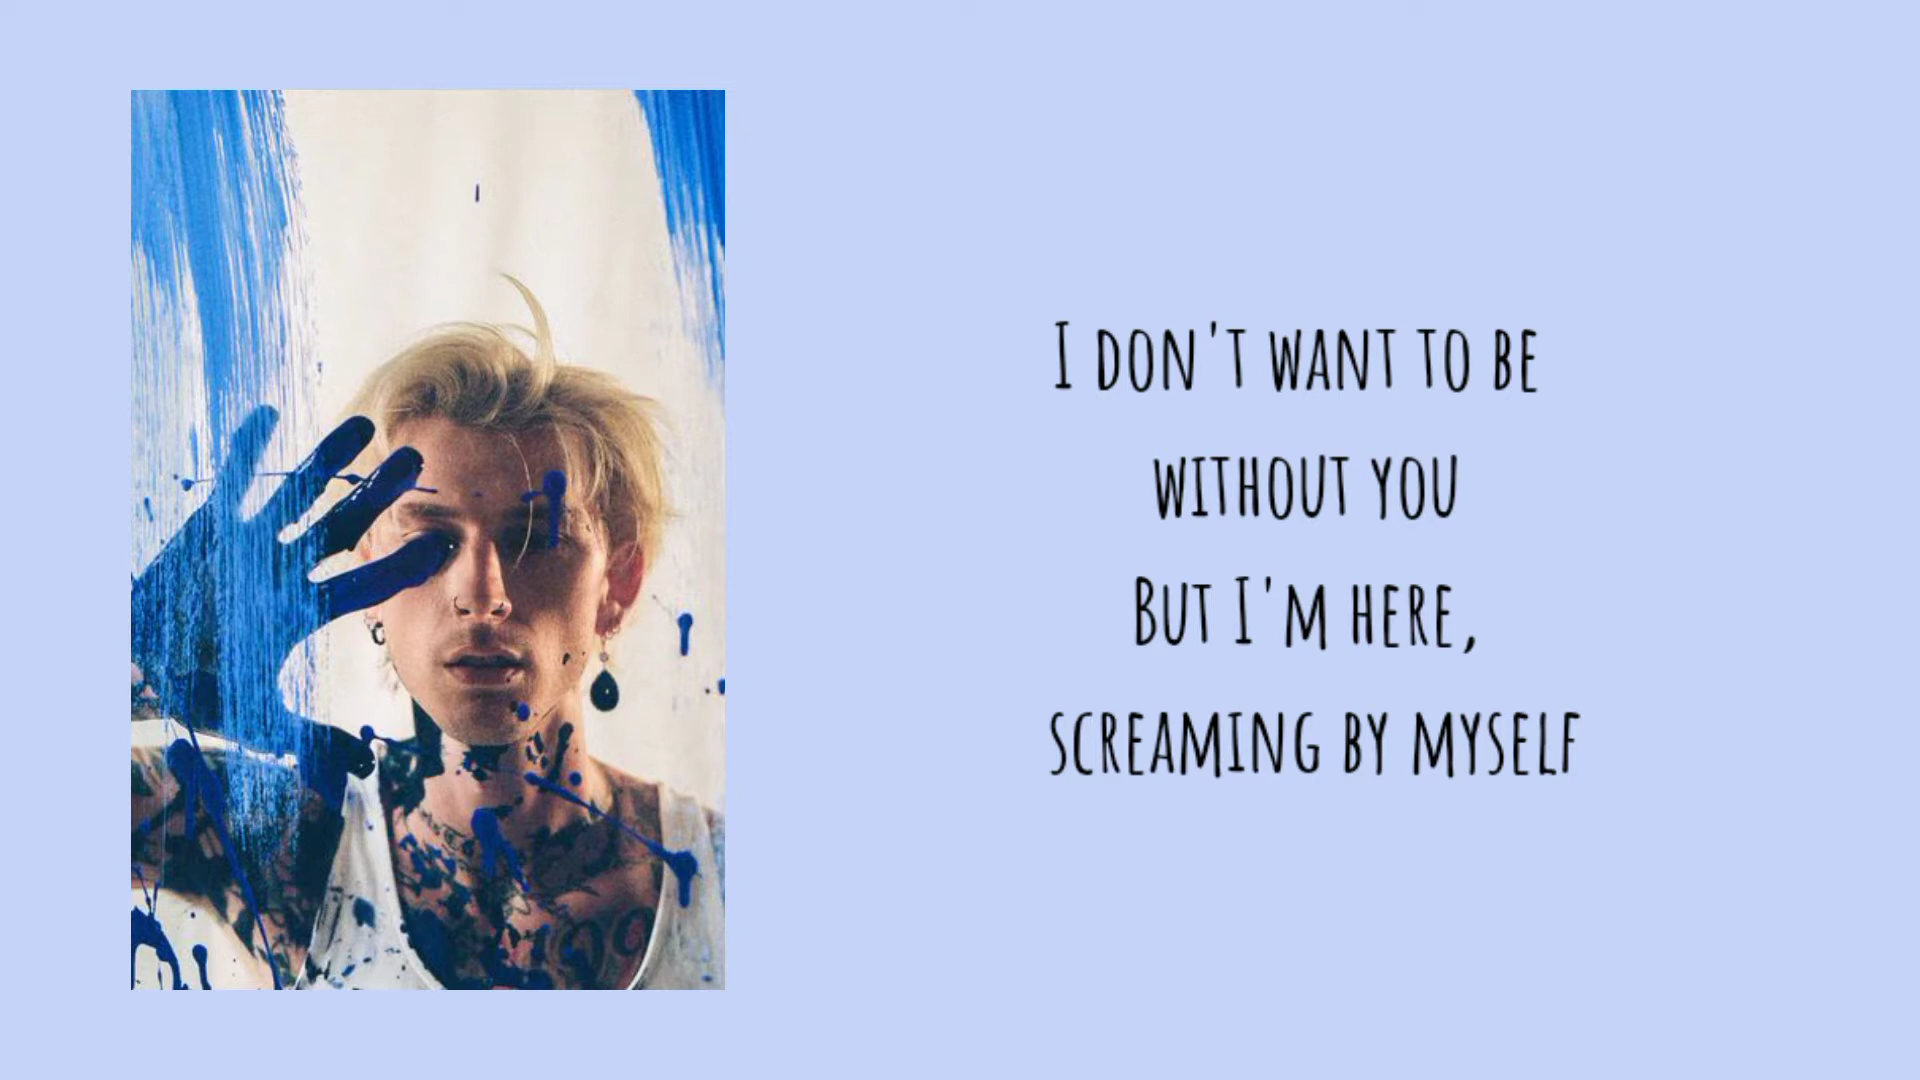 I don't want to be
without you
But I'm here,
screaming by myself